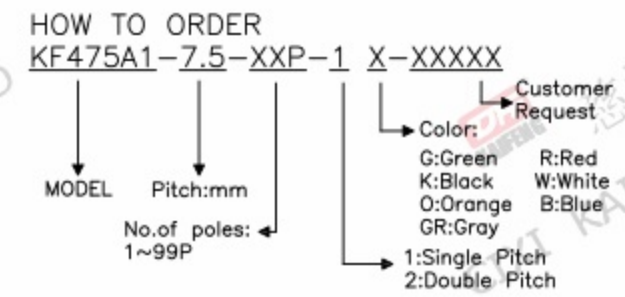 HOW TO ORDER
KF475A1-7.5-XXP-1 X-XXXXX
Customer
Request
Color:
G:Green R:Red
K:Black W:White
O:Orange B:Blue
GR:Gray
MODEL Pitch:mm
No.of poles:
1~99P
1:Single Pitch
2:Double Pitch